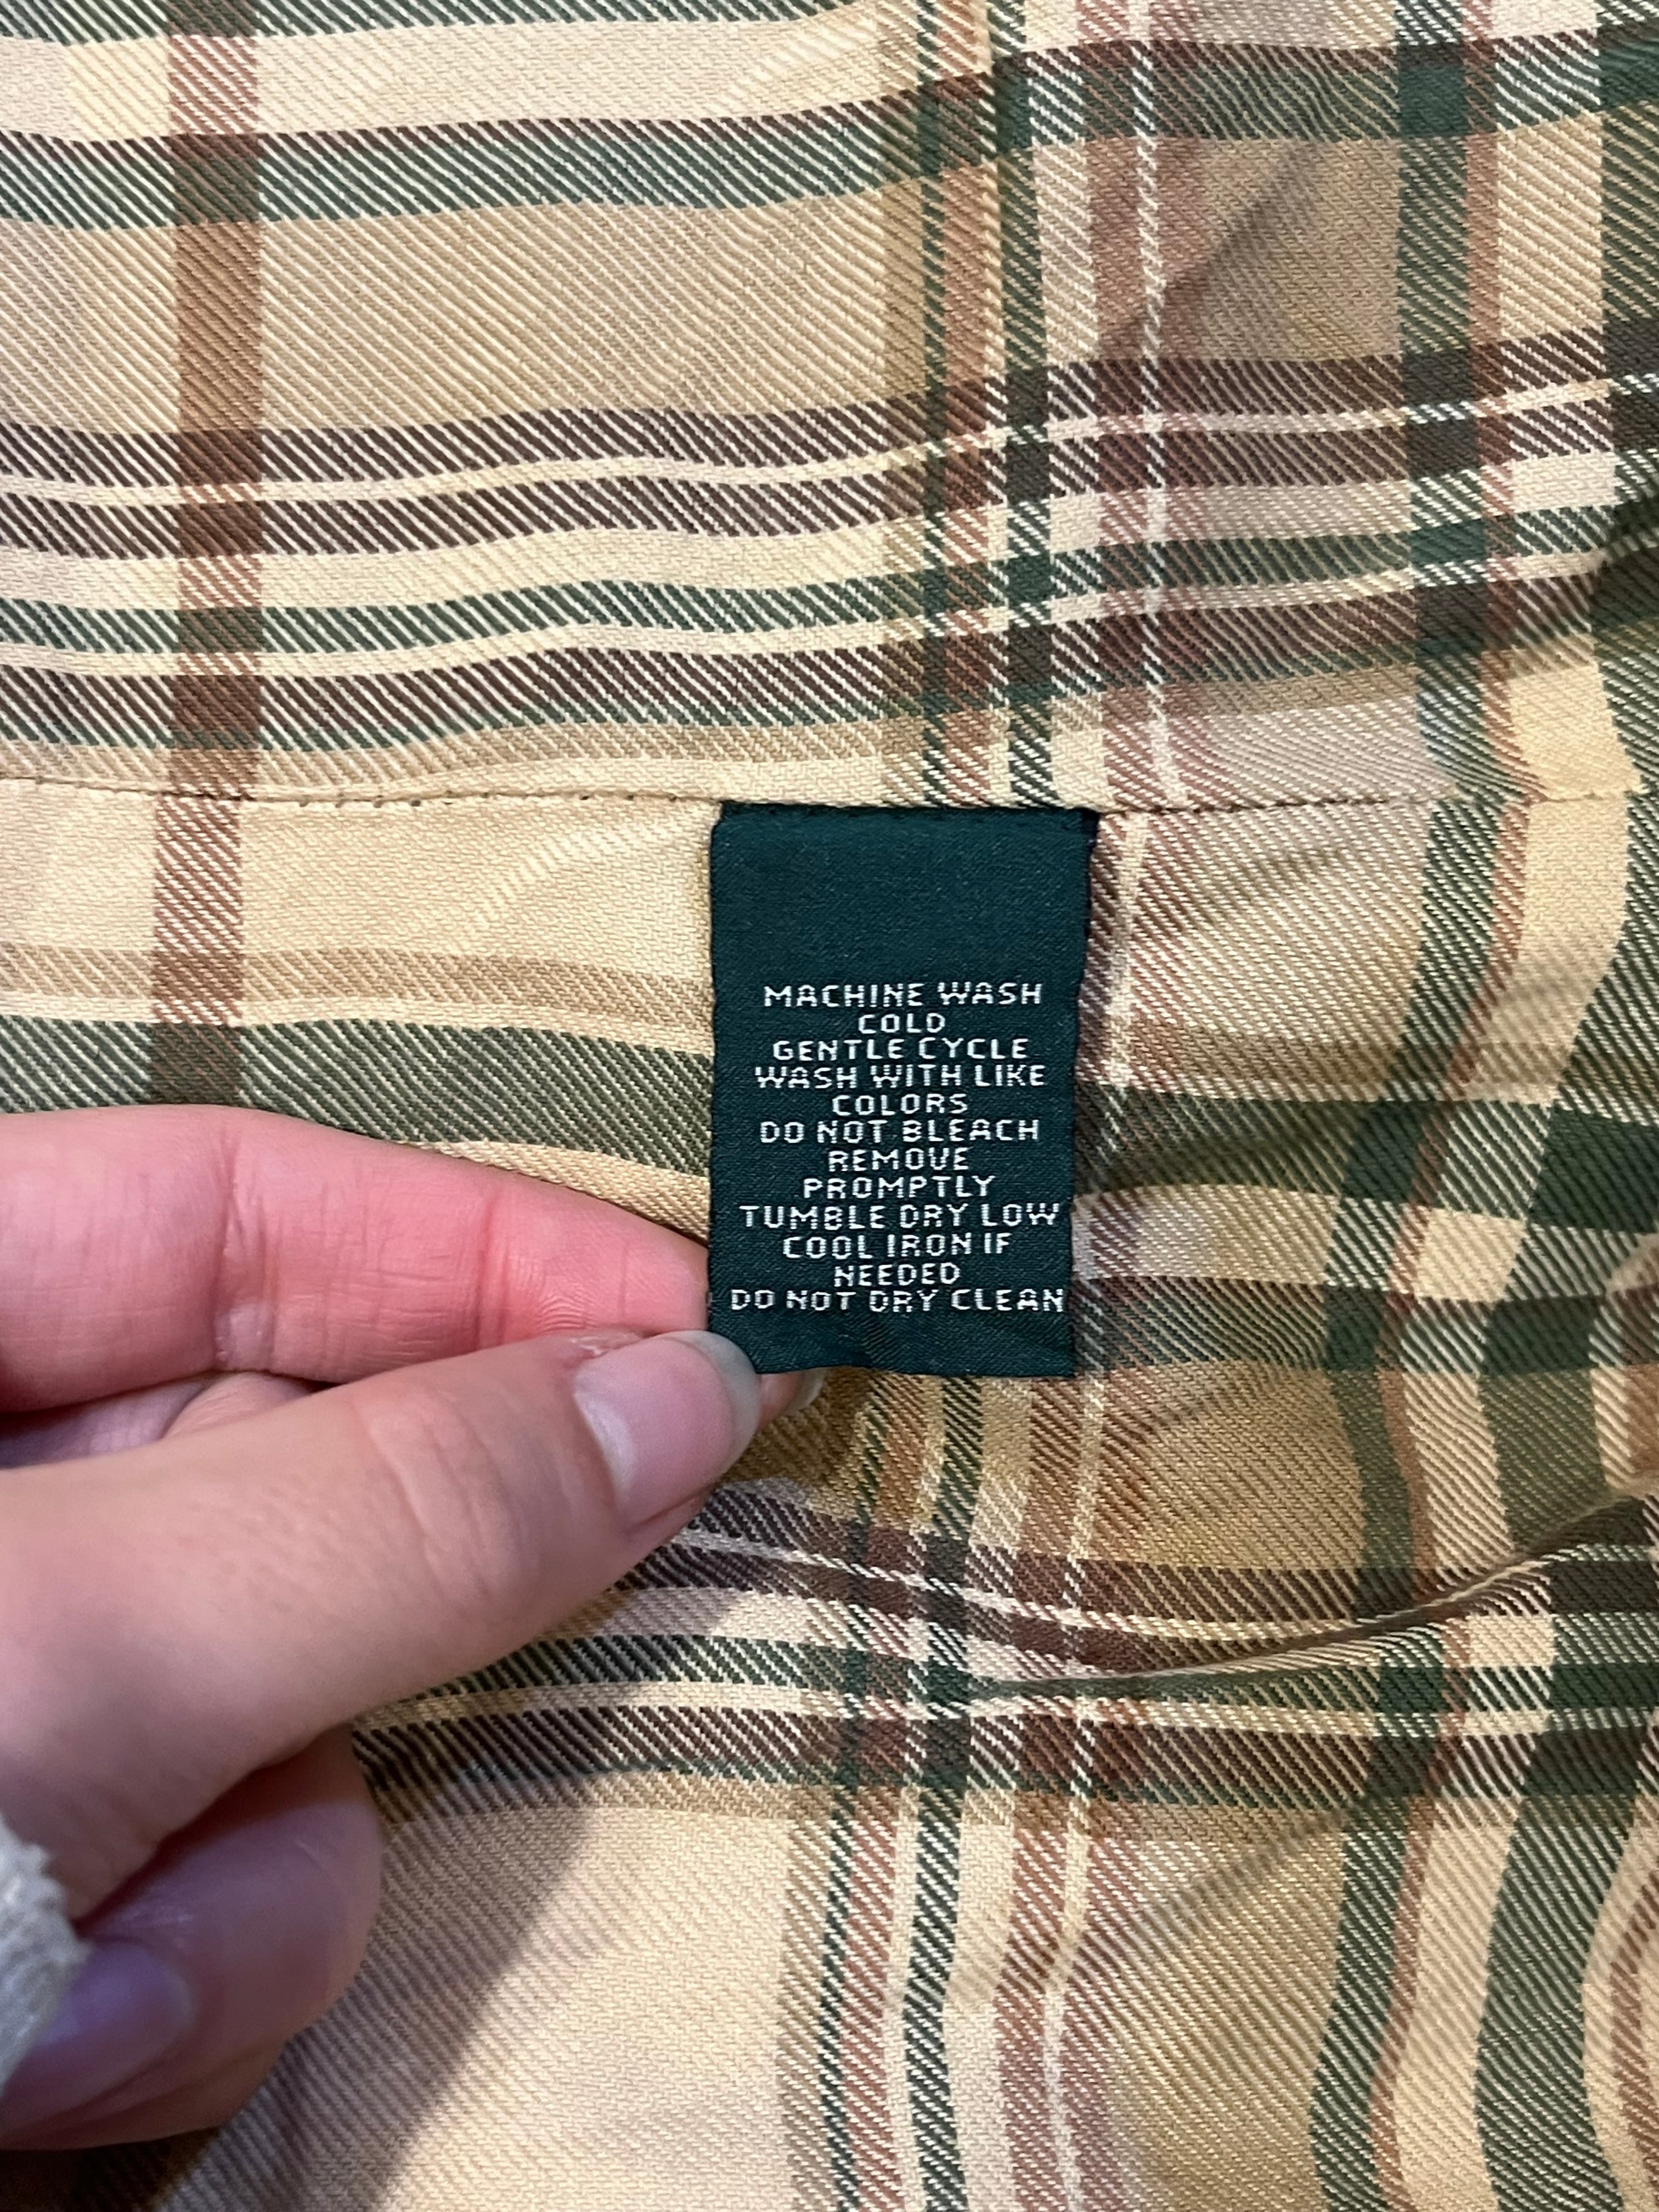 MACHINE WASH
COLD
GENTLE CYCLE
WASH WITH LIKE
COLORS
DO NOT BLEACH
REMOVE
PROMPTLY
TUMBLE DRY LOW
COOL IRON IF
NEEDED
DO NOT DRY CLEAN